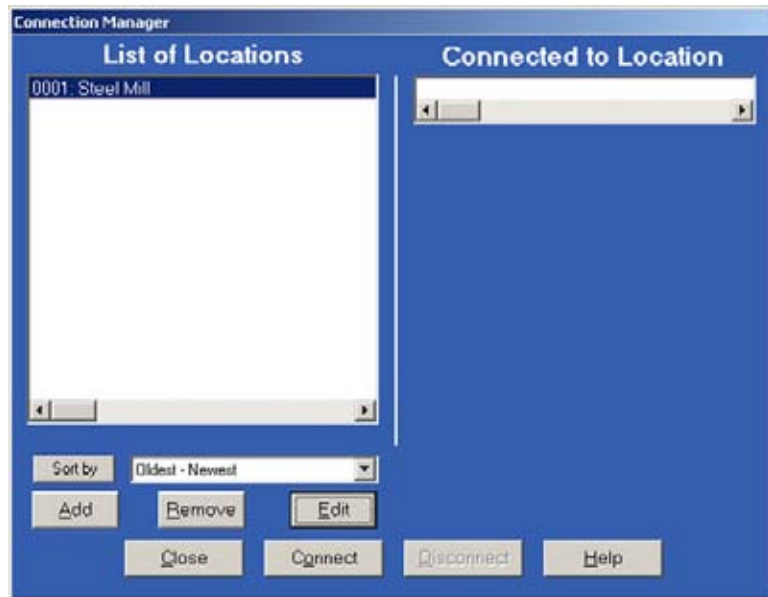 Connection Manager
List of Locations
Connected to Location
0001: Steel Mill
Sort by
Oldest - Newest
Add
Remove
Edit
Close
Connect
Disconnect
Help